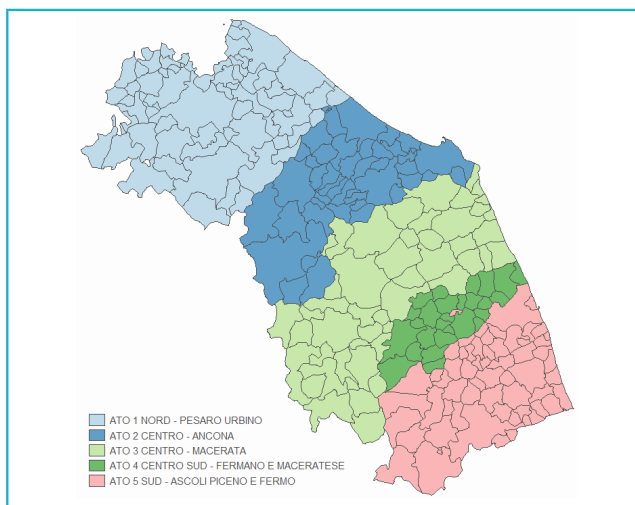 ATO 1 NORD - PESARO URBINO
ATO 2 CENTRO - ANCONA
ATO 3 CENTRO - MACERATA
ATO 4 CENTRO SUD - FERMANO E MACERATESE
ATO 5 SUD - ASCOLI PICENO E FERMO